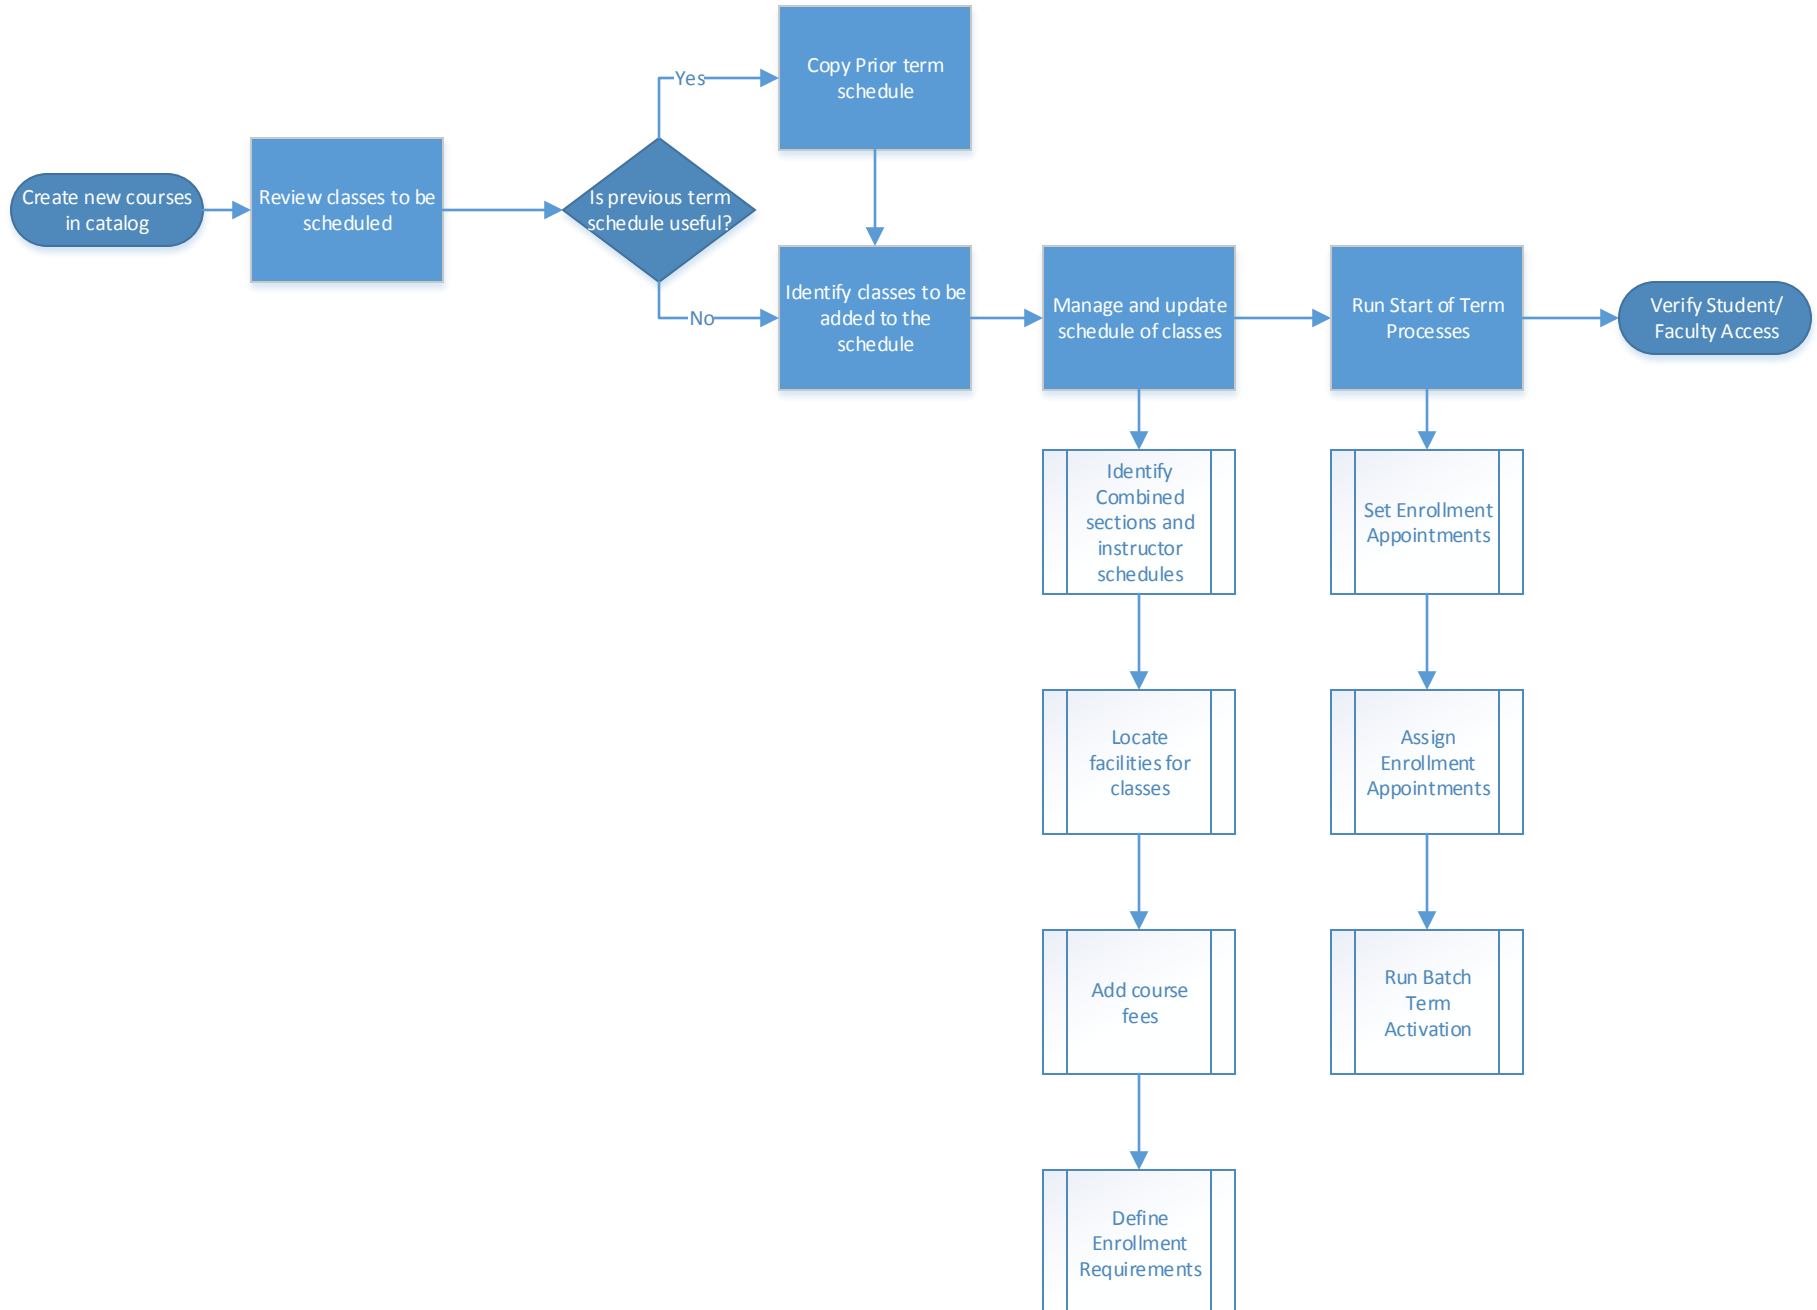 Copy Prior term
schedule
Yes
Create new courses
in catalog
Review classes to be
scheduled
Is previous term
schedule useful?
No
Identify classes to be
added to the
schedule
Manage and update
schedule of classes
Run Start of Term
Processes
Verify Student/
Faculty Access
Identify
Combined
sections and
instructor
schedules
Set Enrollment
Appointments
Locate
facilities for
classes
Assign
Enrollment
Appointments
Add course
fees
Run Batch
Term
Activation
Define
Enrollment
Requirements